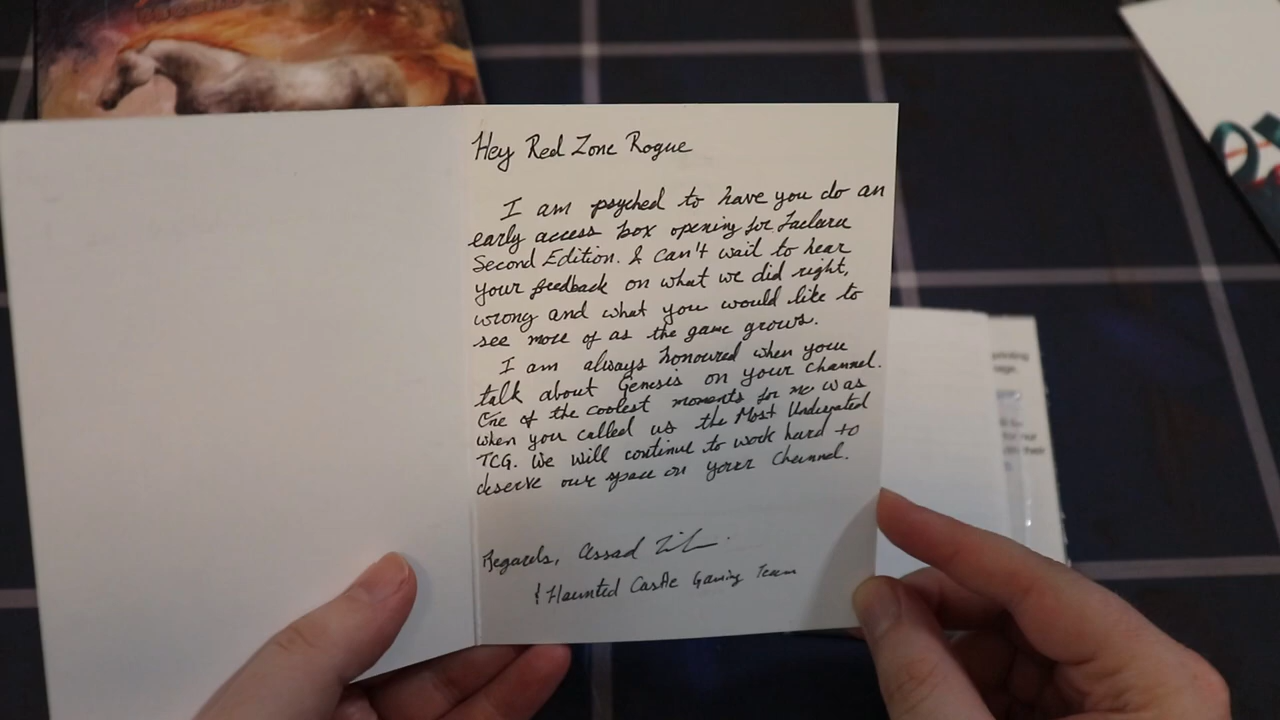 Hey Red Zone Rogue
I am psyched to have you do an
early access box opening for Jaelara
Second Edition. I can't wait to hear
your feedback on what we did right,
wrong and what you would like to
see more of as the game grows.
I am always honoured when you
talk about Genesis on your channel.
One of the coolest moments for me was
when you called us the Most Underrated
TCG. We will continue to work hard to
deserve our space on your channel.
Regards, Assad
& Haunted Castle Gaming Team